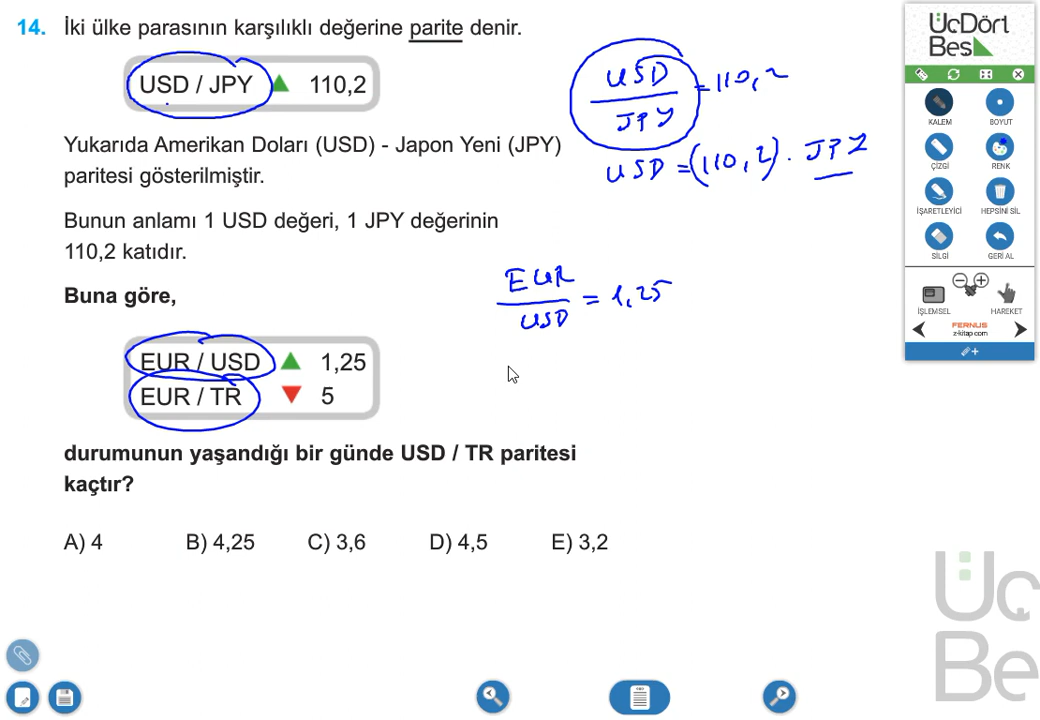 14. İki ülke parasının karşılıklı değerine parite denir.
USD / JPY ▲ 110,2
USD
JPY
= 110,2
USD = (110,2) . JPY
Yukarıda Amerikan Doları (USD) - Japon Yeni (JPY)
paritesi gösterilmiştir.
Bunun anlamı 1 USD değeri, 1 JPY değerinin
110,2 katıdır.
Buna göre,
EUR
USD
= 1,25
EUR / USD ▲ 1,25
EUR / TR ▼ 5
durumunun yaşandığı bir günde USD / TR paritesi
kaçtır?
A) 4 B) 4,25 C) 3,6 D) 4,5 E) 3,2
ÜçDört
Beş
KALEM BOYUT
ÇİZGİ RENK
İŞARETLEYİCİ HEPSİNİ SİL
SİLGİ GERİ AL
İŞLEMSEL HAREKET
FERNUS
z-kitap.com
Üç
Be